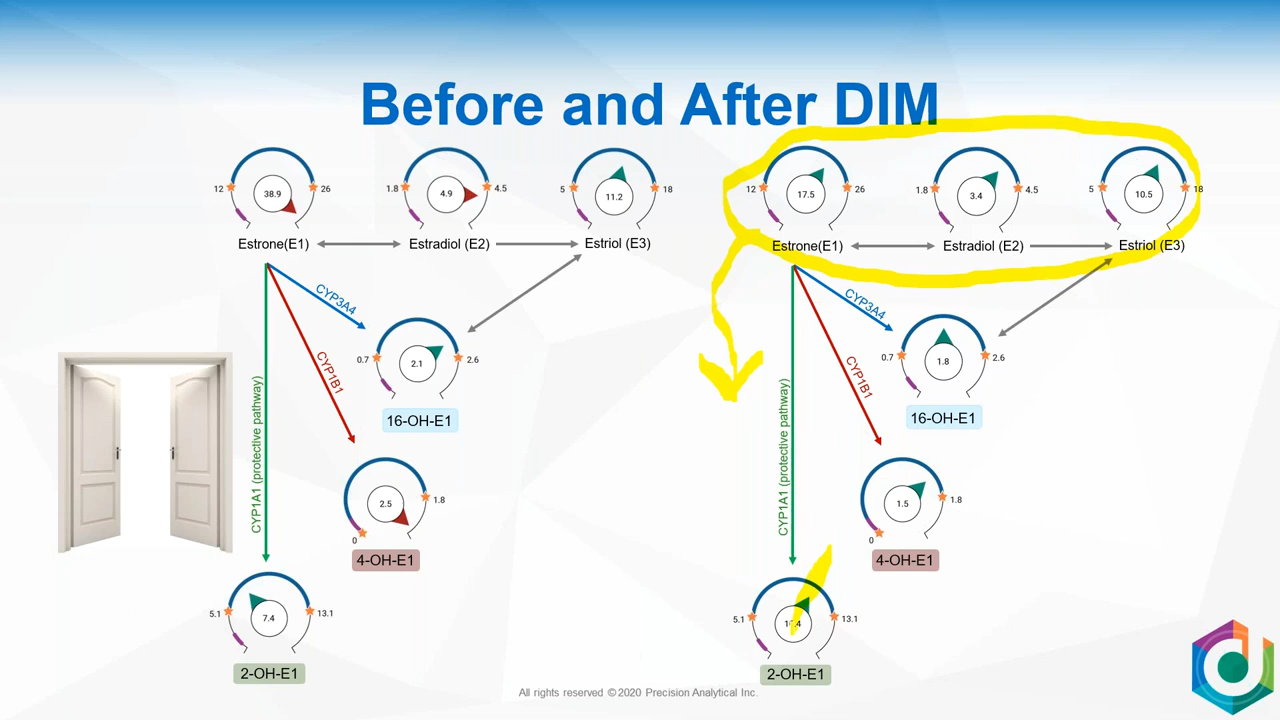 Before and After DIM
12 38.9 26
1.8 4.9 4.5
5 11.2 18
Estrone(E1)
Estradiol (E2)
Estriol (E3)
CYP3A4
CYP1B1
CYP1A1 (protective pathway)
0.7 2.1 2.6
16-OH-E1
2.5 1.8
0
4-OH-E1
5.1 7.4 13.1
2-OH-E1
12 17.5 26
1.8 3.4 4.5
5 10.5 18
Estrone(E1)
Estradiol (E2)
Estriol (E3)
CYP3A4
CYP1B1
CYP1A1 (protective pathway)
0.7 1.8 2.6
16-OH-E1
1.5 1.8
0
4-OH-E1
5.1 13.1
2-OH-E1
All rights reserved ©2020 Precision Analytical Inc.